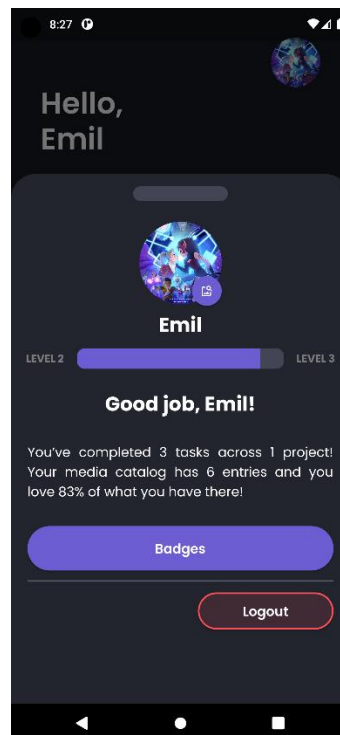 8:27
Hello,
Emil
Emil
LEVEL 2 LEVEL 3
Good job, Emil!
You've completed 3 tasks across 1 project!
Your media catalog has 6 entries and you
love 83% of what you have there!
Badges
Logout